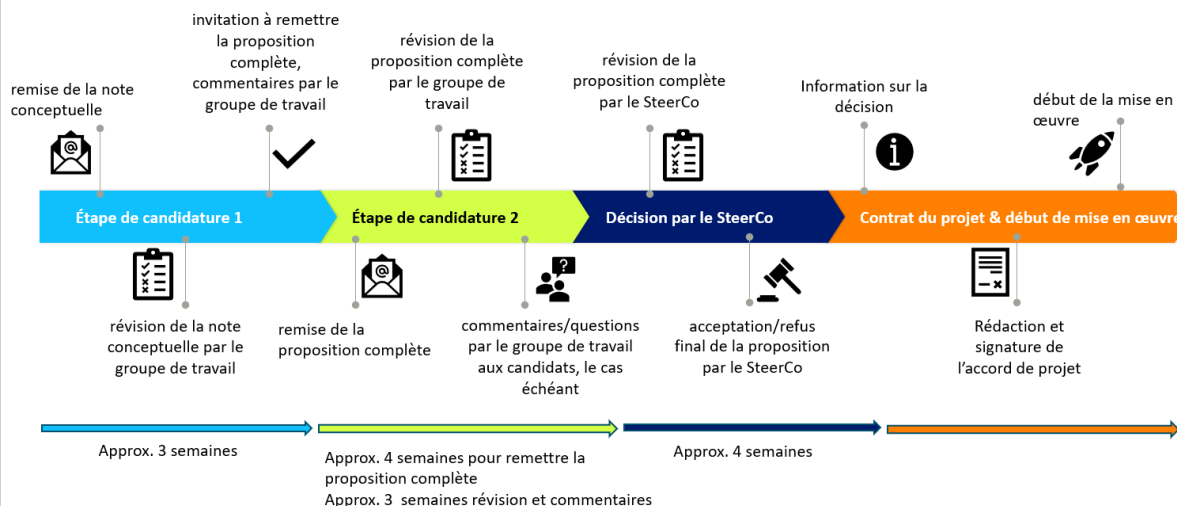 invitation à remettre
la proposition
complète,
commentaires par le
groupe de travail
révision de la
proposition complète
par le groupe de
travail
révision de la
proposition complète
par le SteerCo
remise de la note
conceptuelle
Information sur la
décision
début de la mise en
œuvre
Étape de candidature 1
Étape de candidature 2
Décision par le SteerCo
Contrat du projet & début de mise en œuvre
révision de la note
conceptuelle par le
groupe de travail
remise de la
proposition complète
commentaires/questions
par le groupe de travail
aux candidats, le cas
échéant
acceptation/refus
final de la proposition
par le SteerCo
Rédaction et
signature de
l’accord de projet
Approx. 3 semaines
Approx. 4 semaines pour remettre la
proposition complète
Approx. 3  semaines révision et commentaires
Approx. 4 semaines